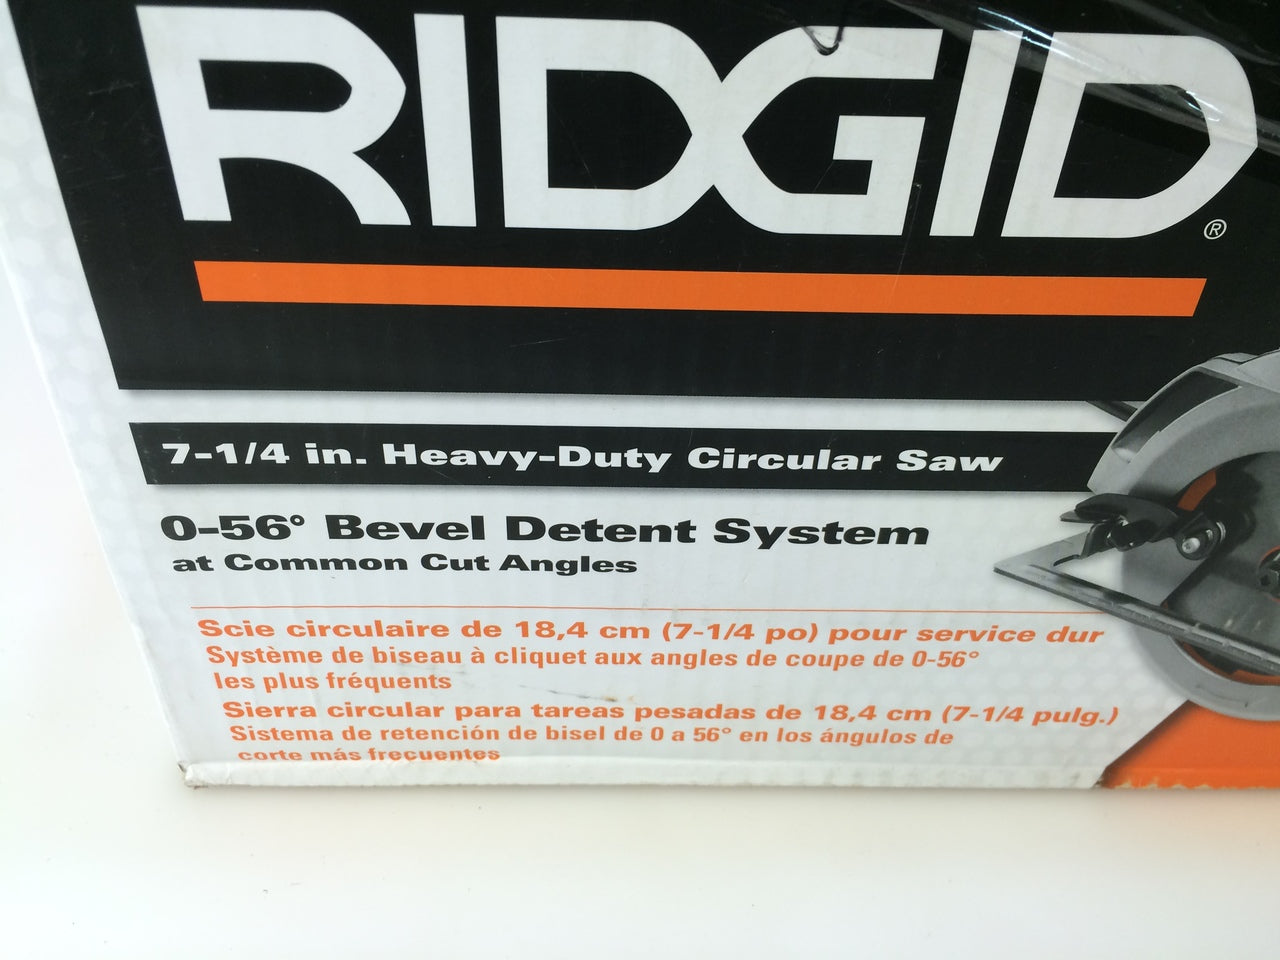 RIDGID®
7-1/4 in. Heavy-Duty Circular Saw
0-56° Bevel Detent System
at Common Cut Angles
Scie circulaire de 18,4 cm (7-1/4 po) pour service dur
Système de biseau à cliquet aux angles de coupe de 0-56°
les plus fréquents
Sierra circular para tareas pesadas de 18,4 cm (7-1/4 pulg.)
Sistema de retención de bisel de 0 a 56° en los ángulos de
corte más frecuentes